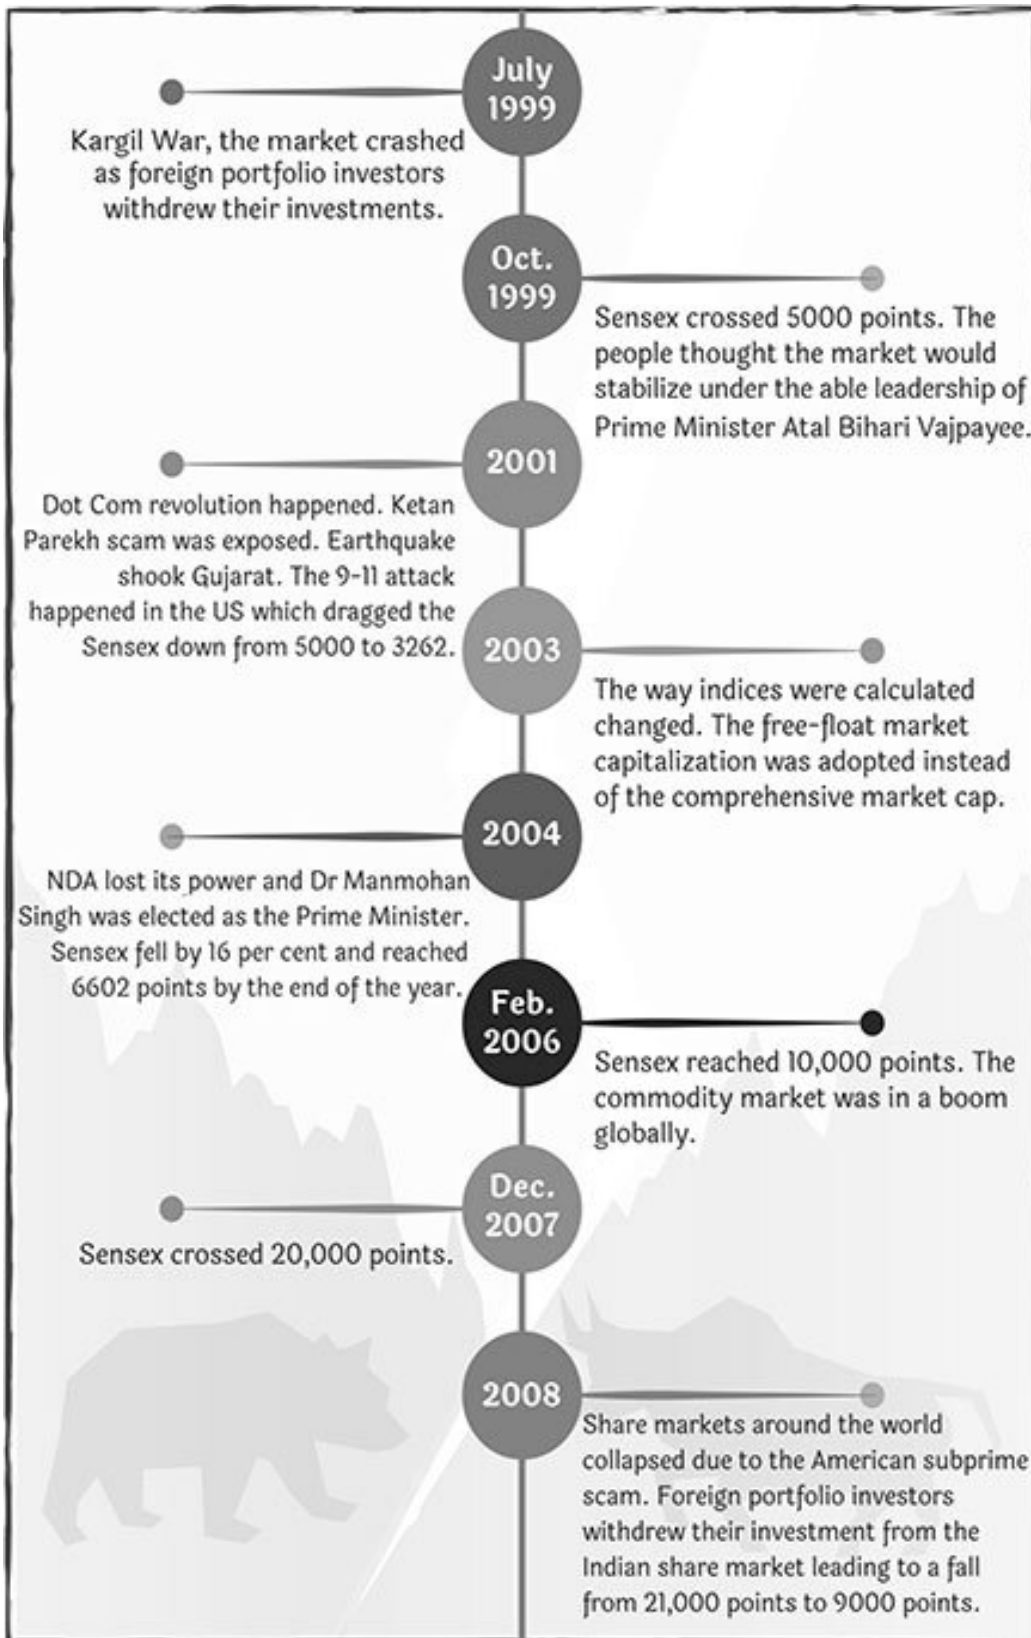 July
1999
Kargil War, the market crashed
as foreign portfolio investors
withdrew their investments.
Oct.
1999
Sensex crossed 5000 points. The
people thought the market would
stabilize under the able leadership of
Prime Minister Atal Bihari Vajpayee.
2001
Dot Com revolution happened. Ketan
Parekh scam was exposed. Earthquake
shook Gujarat. The 9-11 attack
happened in the US which dragged the
Sensex down from 5000 to 3262.
2003
The way indices were calculated
changed. The free-float market
capitalization was adopted instead
of the comprehensive market cap.
2004
NDA lost its power and Dr Manmohan
Singh was elected as the Prime Minister.
Sensex fell by 16 per cent and reached
6602 points by the end of the year.
Feb.
2006
Sensex reached 10,000 points. The
commodity market was in a boom
globally.
Dec.
2007
Sensex crossed 20,000 points.
2008
Share markets around the world
collapsed due to the American subprime
scam. Foreign portfolio investors
withdrew their investment from the
Indian share market leading to a fall
from 21,000 points to 9000 points.